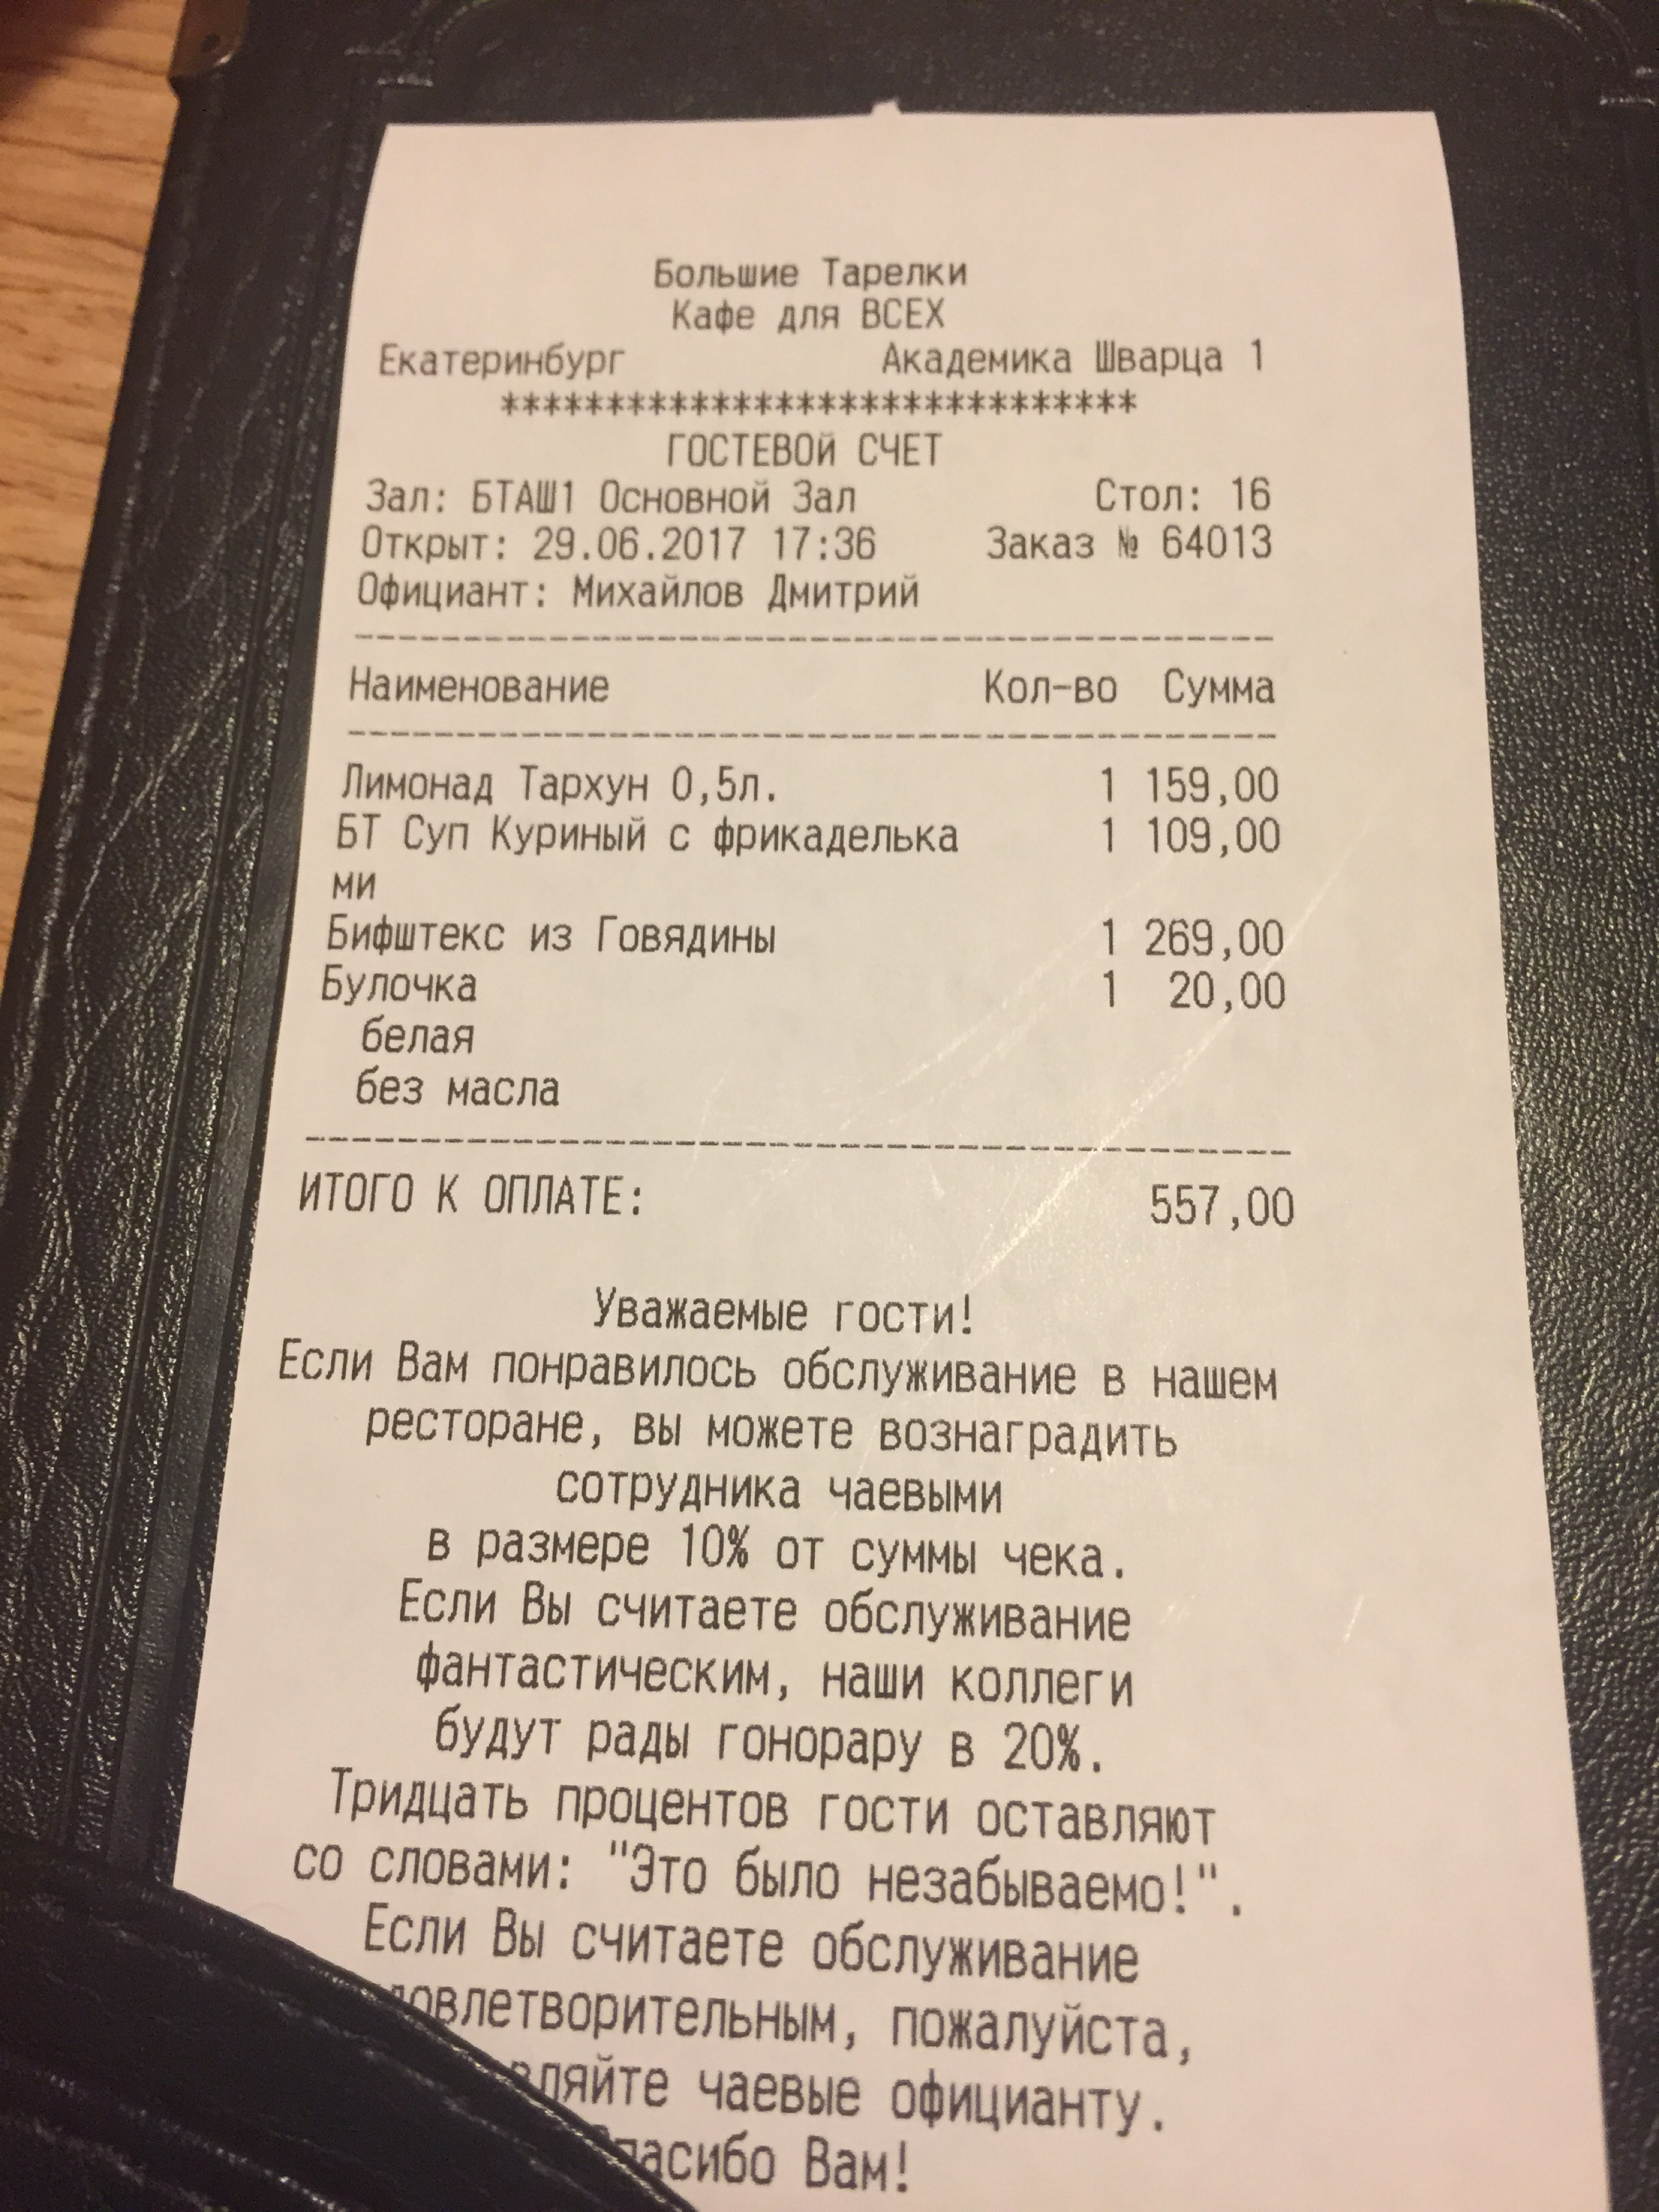 Большие Тарелки
Кафе для ВСЕХ
Екатеринбург Академика Шварца 1
******************************
ГОСТЕВОЙ СЧЕТ
Зал: БТАШ1 Основной Зал Стол: 16
Открыт: 29.06.2017 17:36 Заказ № 64013
Официант: Михайлов Дмитрий
Наименование Кол-во Сумма
Лимонад Тархун 0,5л. 1 159,00
БТ Суп Куриный с фрикаделька 1 109,00
ми
Бифштекс из Говядины 1 269,00
Булочка 1 20,00
белая
без масла
ИТОГО К ОПЛАТЕ: 557,00
Уважаемые гости!
Если Вам понравилось обслуживание в нашем
ресторане, вы можете вознаградить
сотрудника чаевыми
в размере 10% от суммы чека.
Если Вы считаете обслуживание
фантастическим, наши коллеги
будут рады гонорару в 20%.
Тридцать процентов гости оставляют
со словами: "Это было незабываемо!".
Если Вы считаете обслуживание
пожалуйста,
чаевые официанту.
Спасибо Вам!